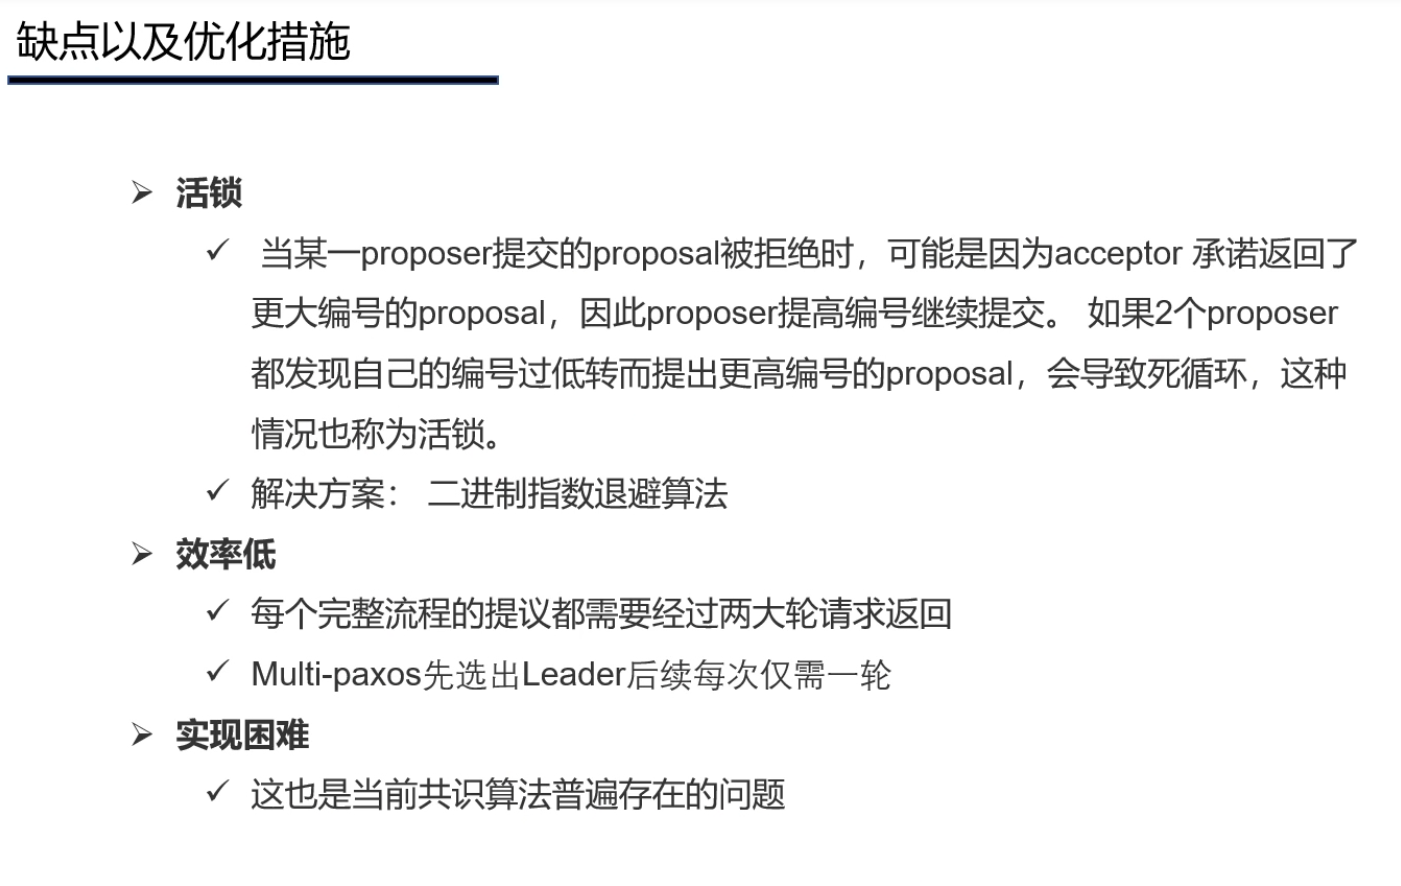 缺点以及优化措施
活锁
当某一proposer提交的proposal被拒绝时，可能是因为acceptor 承诺返回了
更大编号的proposal，因此proposer提高编号继续提交。 如果2个proposer
都发现自己的编号过低转而提出更高编号的proposal，会导致死循环，这种
情况也称为活锁。
解决方案： 二进制指数退避算法
效率低
每个完整流程的提议都需要经过两大轮请求返回
Multi-paxos先选出Leader后续每次仅需一轮
实现困难
这也是当前共识算法普遍存在的问题